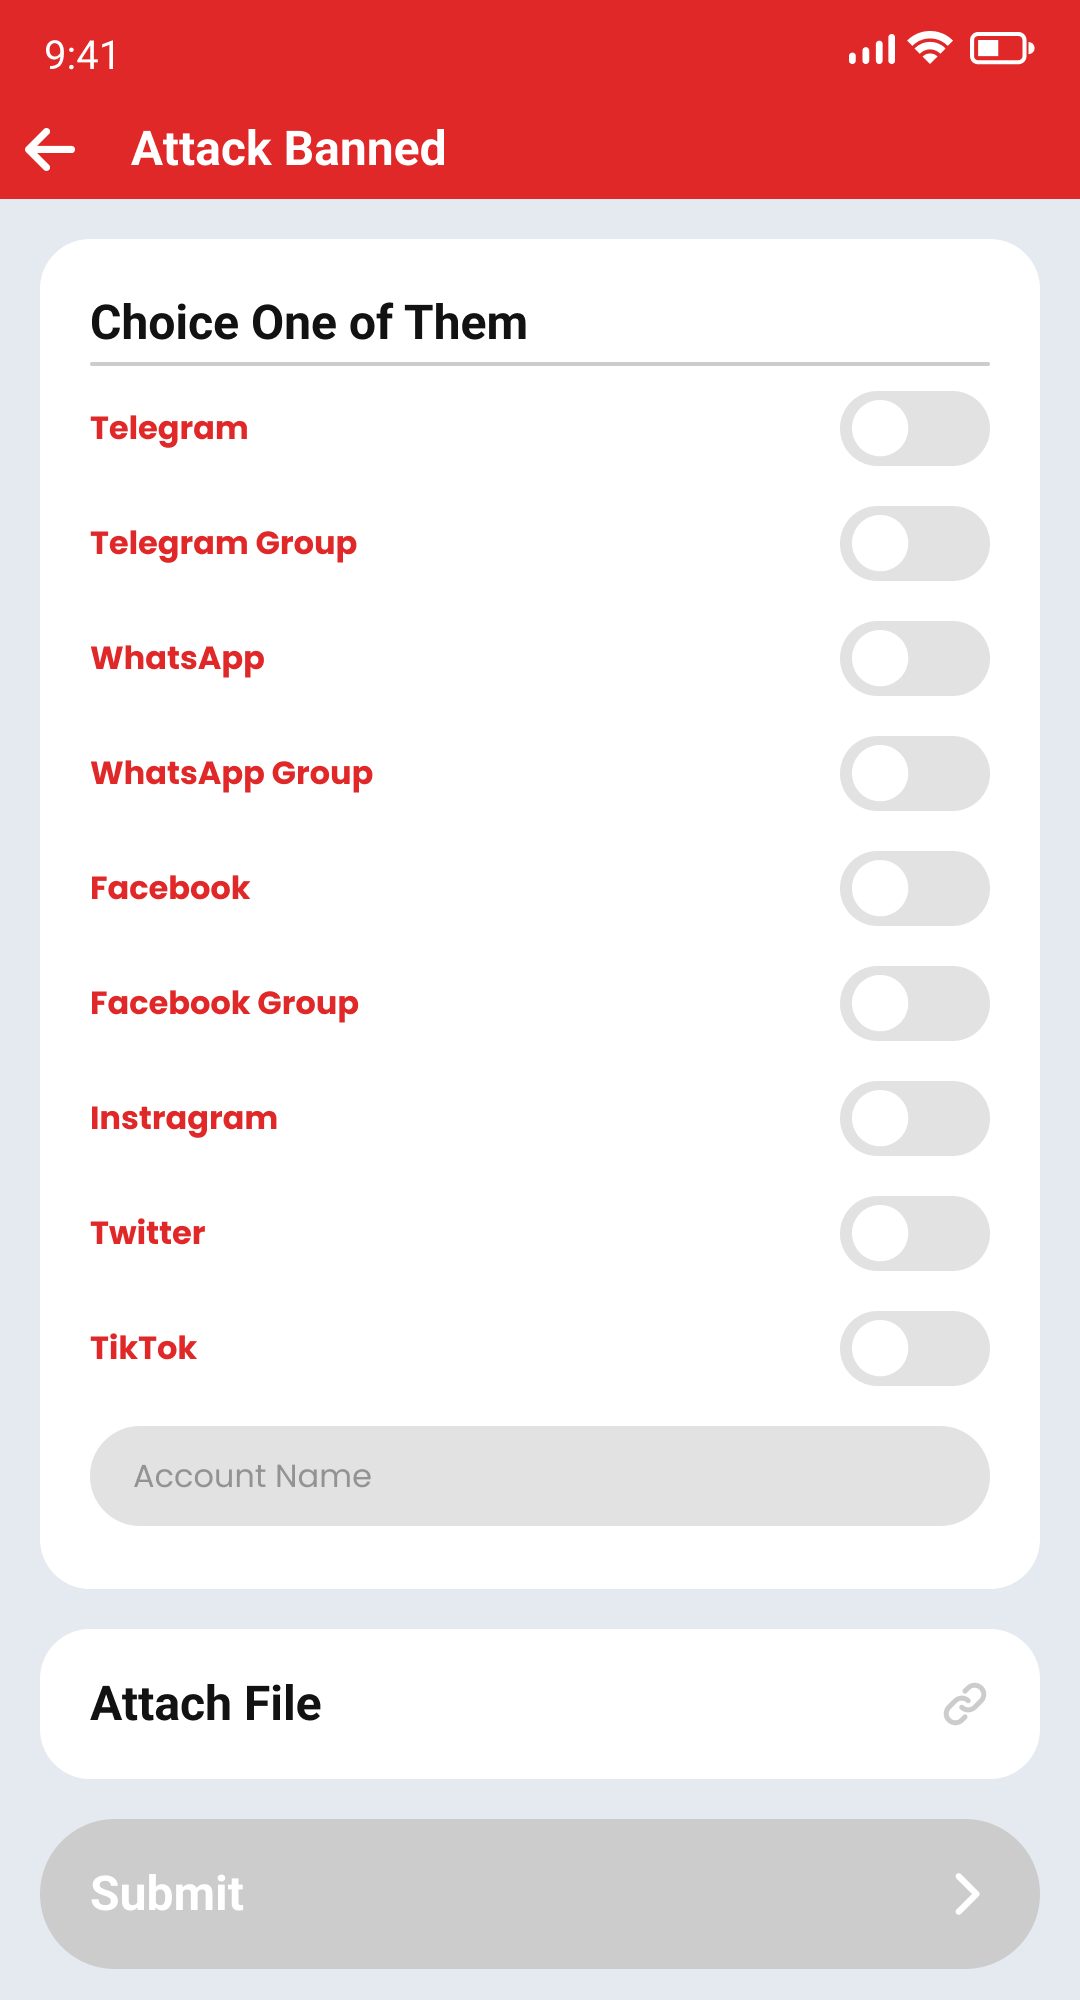 9:41
Attack Banned
Choice One of Them
Telegram
Telegram Group
WhatsApp
WhatsApp Group
Facebook
Facebook Group
Instragram
Twitter
TikTok
Account Name
Attach File
Submit